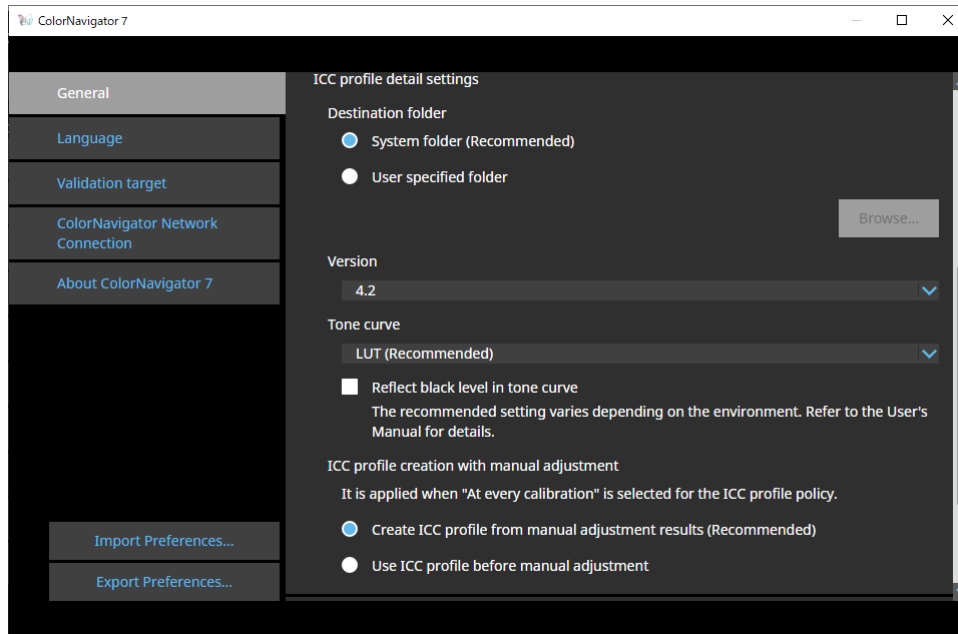 ColorNavigator 7
General
Language
Validation target
ColorNavigator Network
Connection
About ColorNavigator 7
Import Preferences...
Export Preferences...
ICC profile detail settings
Destination folder
System folder (Recommended)
User specified folder
Browse...
Version
4.2
Tone curve
LUT (Recommended)
Reflect black level in tone curve
The recommended setting varies depending on the environment. Refer to the User's
Manual for details.
ICC profile creation with manual adjustment
It is applied when "At every calibration" is selected for the ICC profile policy.
Create ICC profile from manual adjustment results (Recommended)
Use ICC profile before manual adjustment